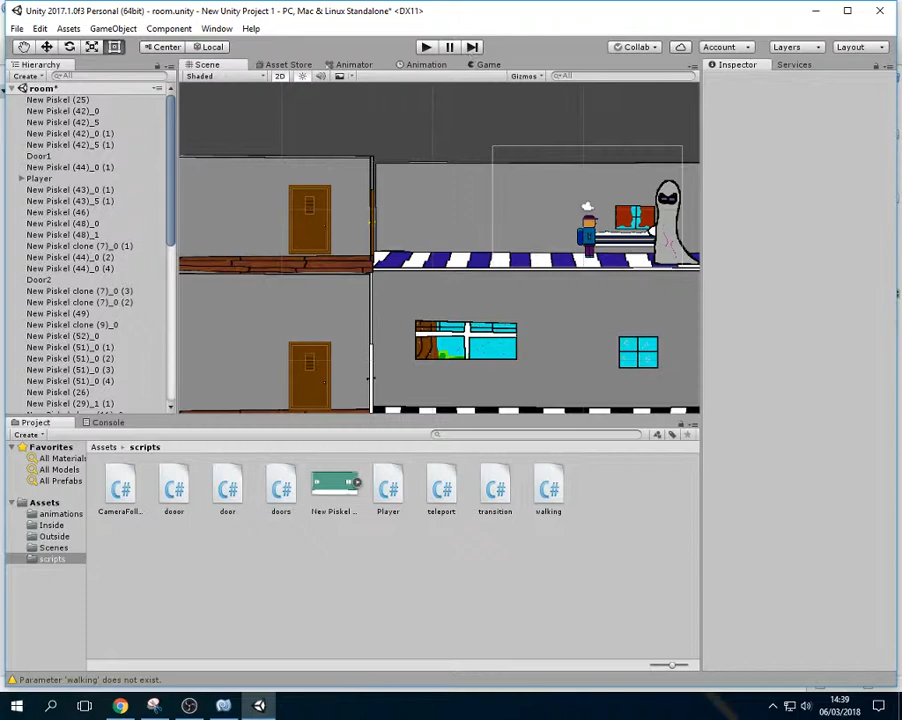 Unity 2017.1.0f3 Personal (64bit) - room.unity - New Unity Project 1 - PC, Mac & Linux Standalone* <DX11>
File Edit Assets GameObject Component Window Help
Center Local Collab Account Layers Layout
Hierarchy Scene Asset Store Animator Animation Game Inspector Services
Create All Shaded 2D Gizmos All
room*
New Piskel (25)
New Piskel (42)_0
New Piskel (42)_5
New Piskel (42)_0 (1)
New Piskel (42)_5 (1)
Door1
New Piskel (44)_0 (1)
Player
New Piskel (43)_0 (1)
New Piskel (43)_5 (1)
New Piskel (46)
New Piskel (48)_0
New Piskel (48)_1
New Piskel clone (7)_0 (1)
New Piskel (44)_0 (2)
New Piskel (44)_0 (4)
Door2
New Piskel clone (7)_0 (3)
New Piskel clone (7)_0 (2)
New Piskel (49)
New Piskel clone (9)_0
New Piskel (52)_0
New Piskel (51)_0 (1)
New Piskel (51)_0 (2)
New Piskel (51)_0 (3)
New Piskel (51)_0 (4)
New Piskel (26)
New Piskel (29)_1 (1)
Project Console
Create
Favorites
All Materials
All Models
All Prefabs
Assets
animations
Inside
Outside
Scenes
scripts
Assets scripts
C# C# C# C# C# C# C# C#
CameraFoll... dooor door doors New Piskel ... Player teleport transition walking
Parameter 'walking' does not exist.
14:39
06/03/2018